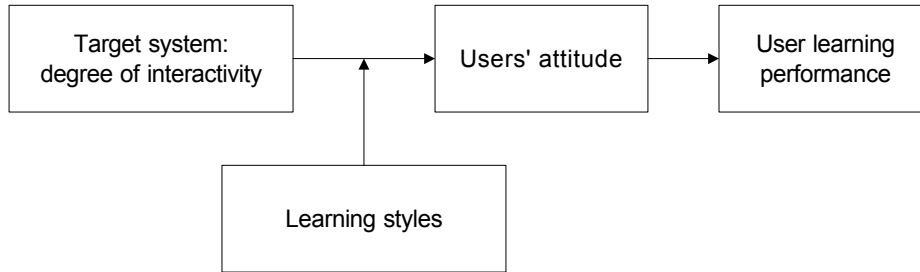 Target system:
degree of interactivity
Users' attitude
User learning
performance
Learning styles